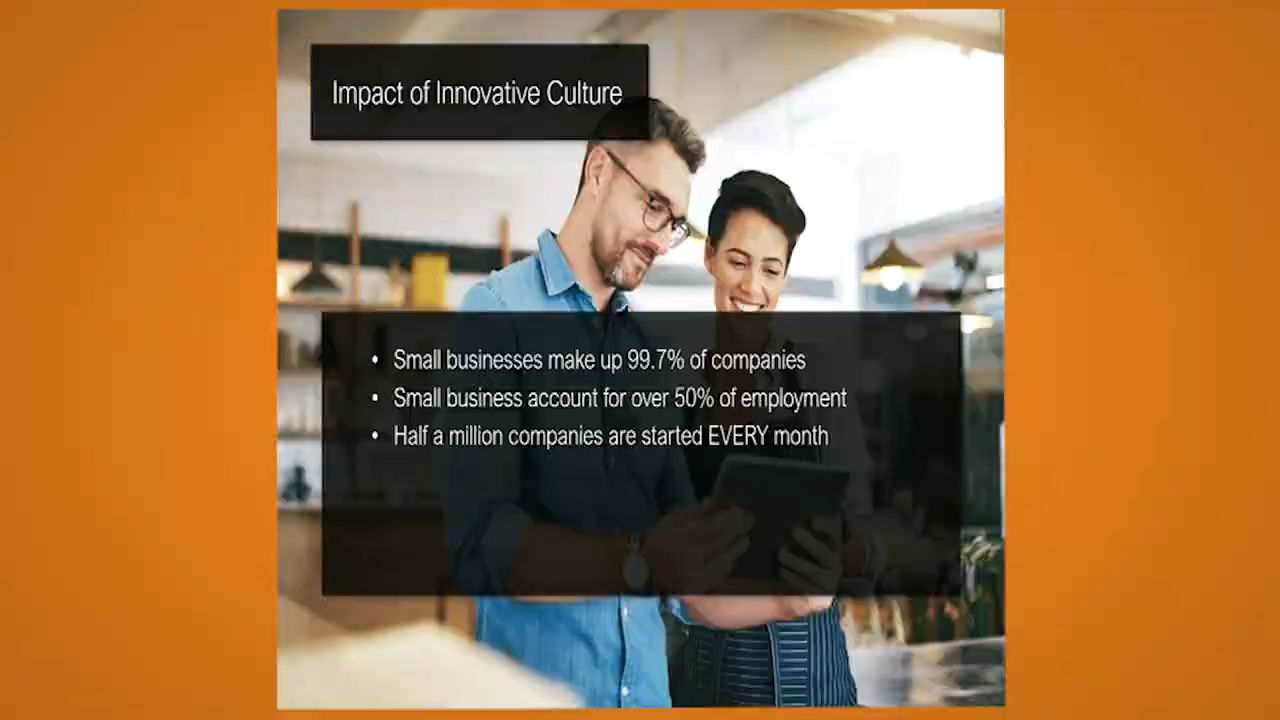 Impact of Innovative Culture
• Small businesses make up 99.7% of companies
• Small business account for over 50% of employment
• Half a million companies are started EVERY month